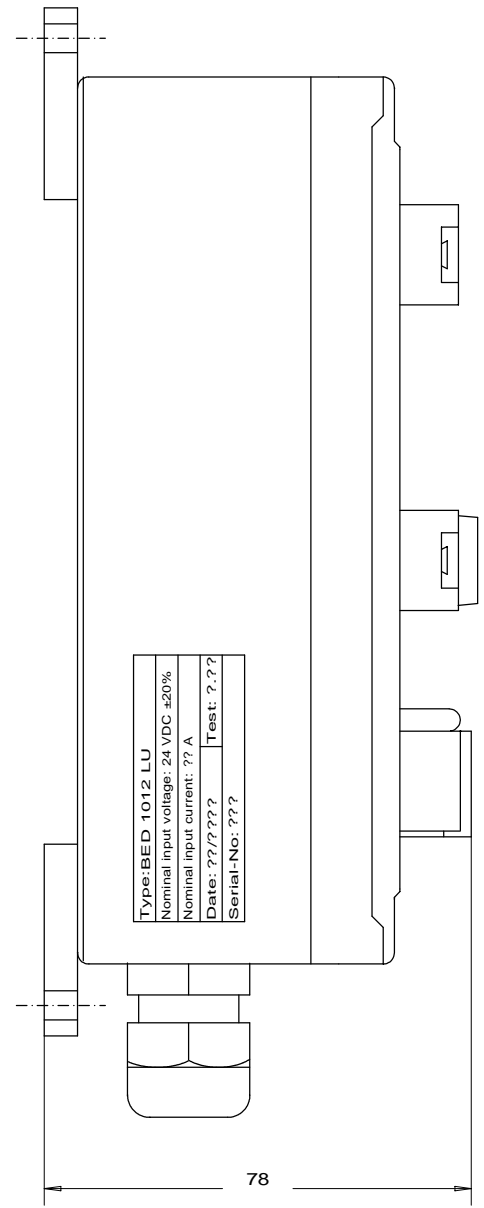 Type:BED 1012 LU
Nominal input voltage: 24 VDC ±20%
Nominal input current: ?? A
Date: ??/???? Test: ?.??
Serial-No: ???
78